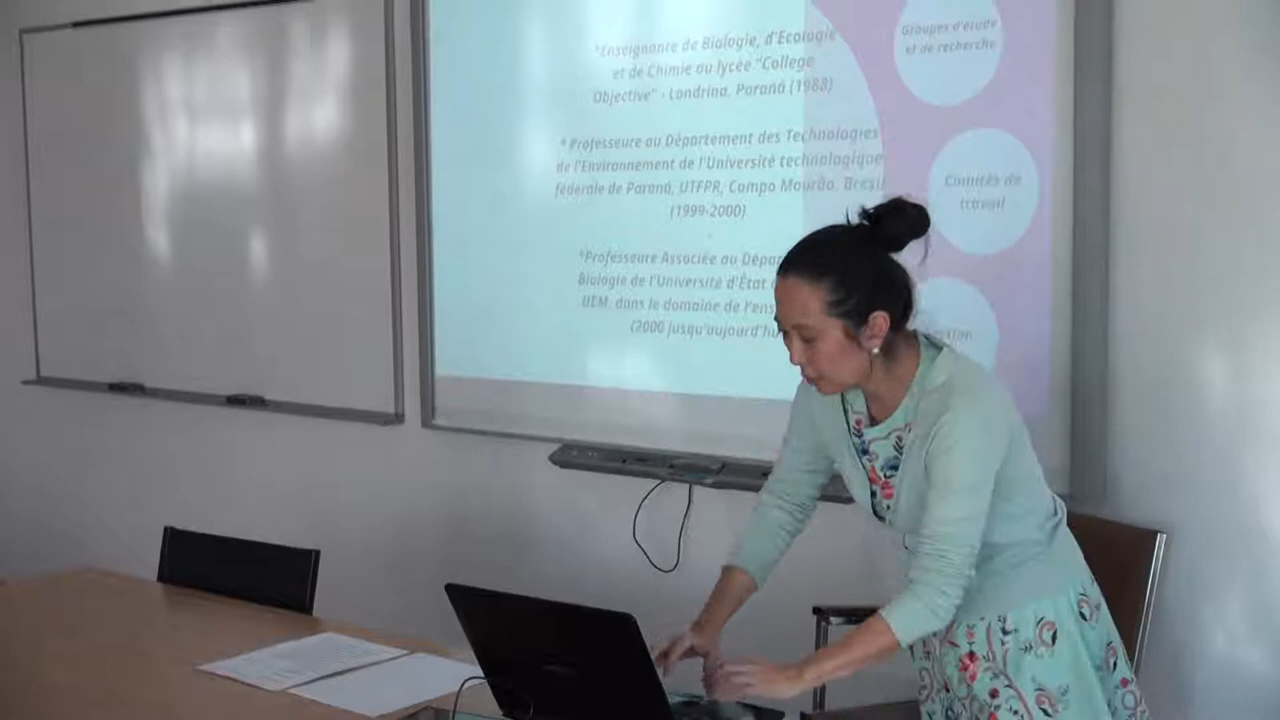 *Enseignante de Biologie, d'Ecologie
et de Chimie au lycée "College
Objective" - Londrina, Paraná (1988)
* Professeure au Département des Technologies
de l'Environnement de l'Université technologique
fédérale de Paraná, UTFPR, Campo Mourão. Brésil
(1999-2000)
*Professeure Associée au
Biologie de l'Université d'État
UEM, dans le domaine de
(2000 jusqu'aujourd'hu
Groupes d'étude
et de recherche
Comités de
travail